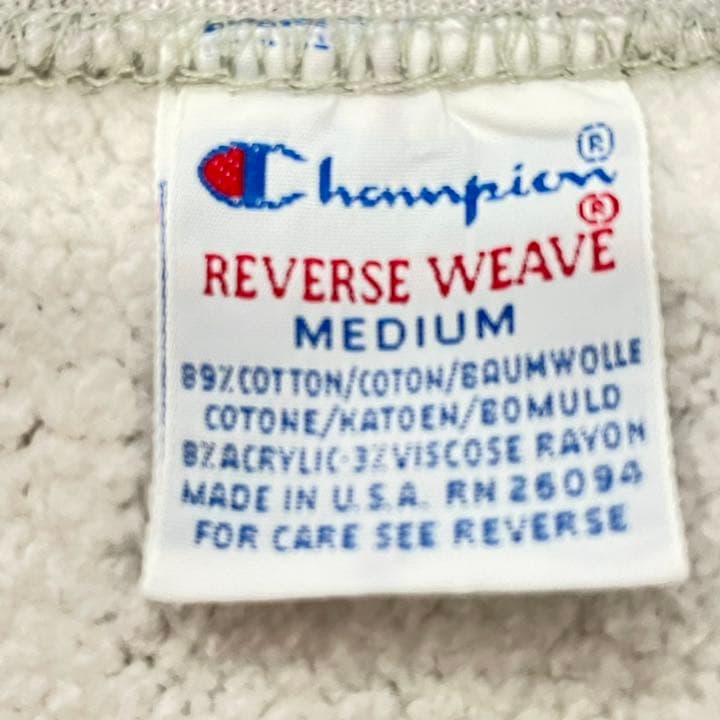 Champion®
®
REVERSE WEAVE
MEDIUM
89% COTTON/COTON/BAUMWOLLE
COTONE/KATOEN/BOMULD
8% ACRYLIC-3% VISCOSE RAYON
MADE IN U.S.A. RN 26094
FOR CARE SEE REVERSE